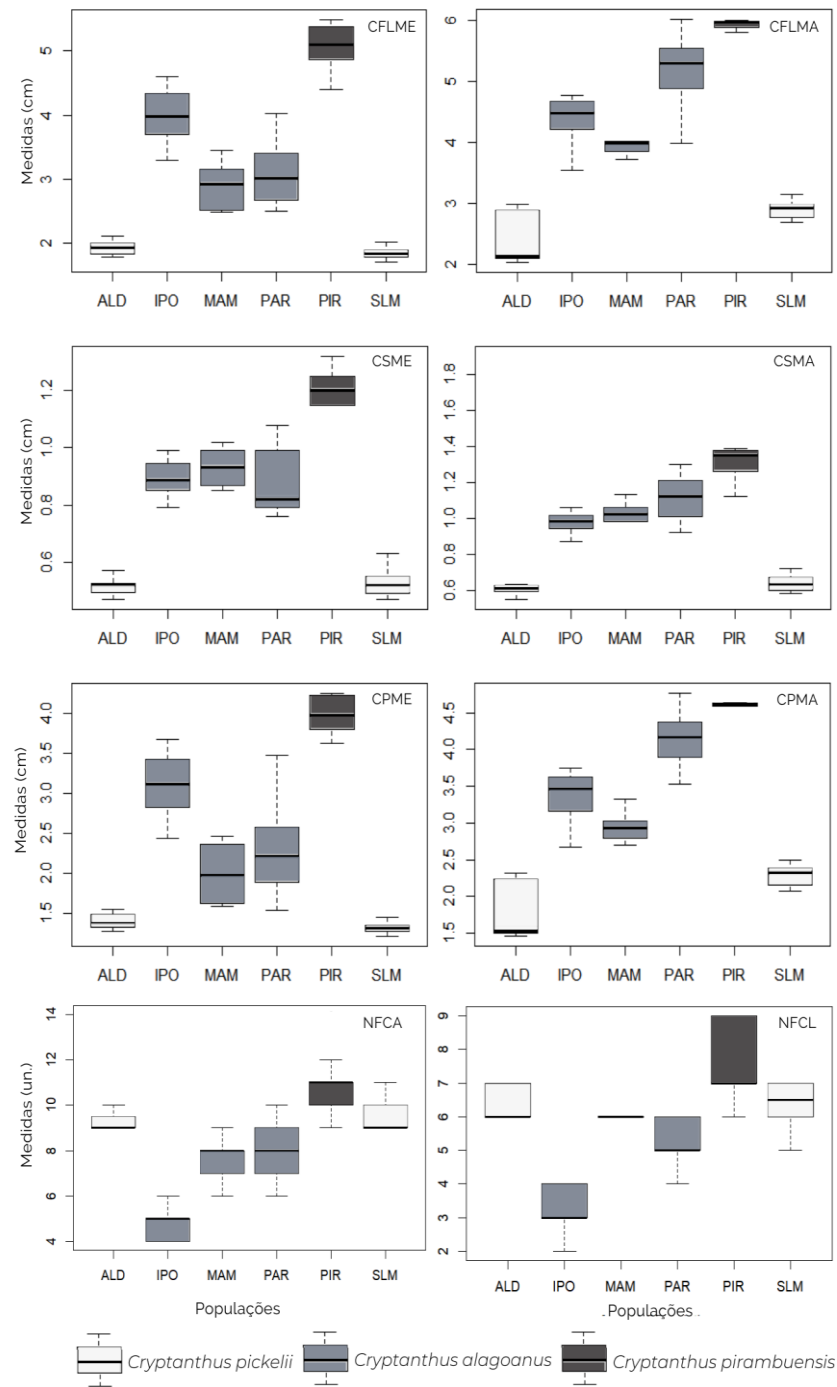 CFLME
Medidas (cm)
5
4
3
2
ALD IPO MAM PAR PIR SLM
CFLMA
6
5
4
3
2
ALD IPO MAM PAR PIR SLM
CSME
Medidas (cm)
1.2
1.0
0.8
0.6
ALD IPO MAM PAR PIR SLM
CSMA
1.8
1.6
1.4
1.2
1.0
0.8
0.6
ALD IPO MAM PAR PIR SLM
CPME
Medidas (cm)
4.0
3.5
3.0
2.5
2.0
1.5
ALD IPO MAM PAR PIR SLM
CPMA
4.5
4.0
3.5
3.0
2.5
2.0
1.5
ALD IPO MAM PAR PIR SLM
NFCA
Medidas (un.)
14
12
10
8
6
4
ALD IPO MAM PAR PIR SLM
Populações
NFCL
9
8
7
6
5
4
3
2
ALD IPO MAM PAR PIR SLM
Populações
Cryptanthus pickelii Cryptanthus alagoanus Cryptanthus pirambuensis